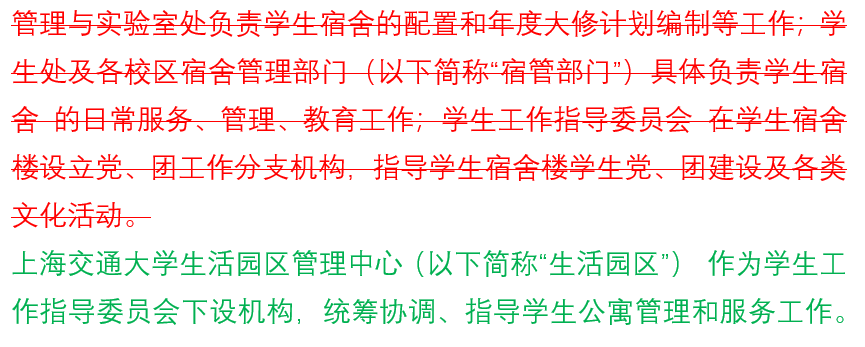 管理与实验室处负责学生宿舍的配置和年度大修计划编制等工作；学
生处及各校区宿舍管理部门（以下简称“宿管部门”）具体负责学生宿
舍 的日常服务、管理、教育工作；学生工作指导委员会 在学生宿舍
楼设立党、团工作分支机构，指导学生宿舍楼学生党、团建设及各类
文化活动。
上海交通大学生活园区管理中心（以下简称“生活园区”） 作为学生工
作指导委员会下设机构，统筹协调、指导学生公寓管理和服务工作。